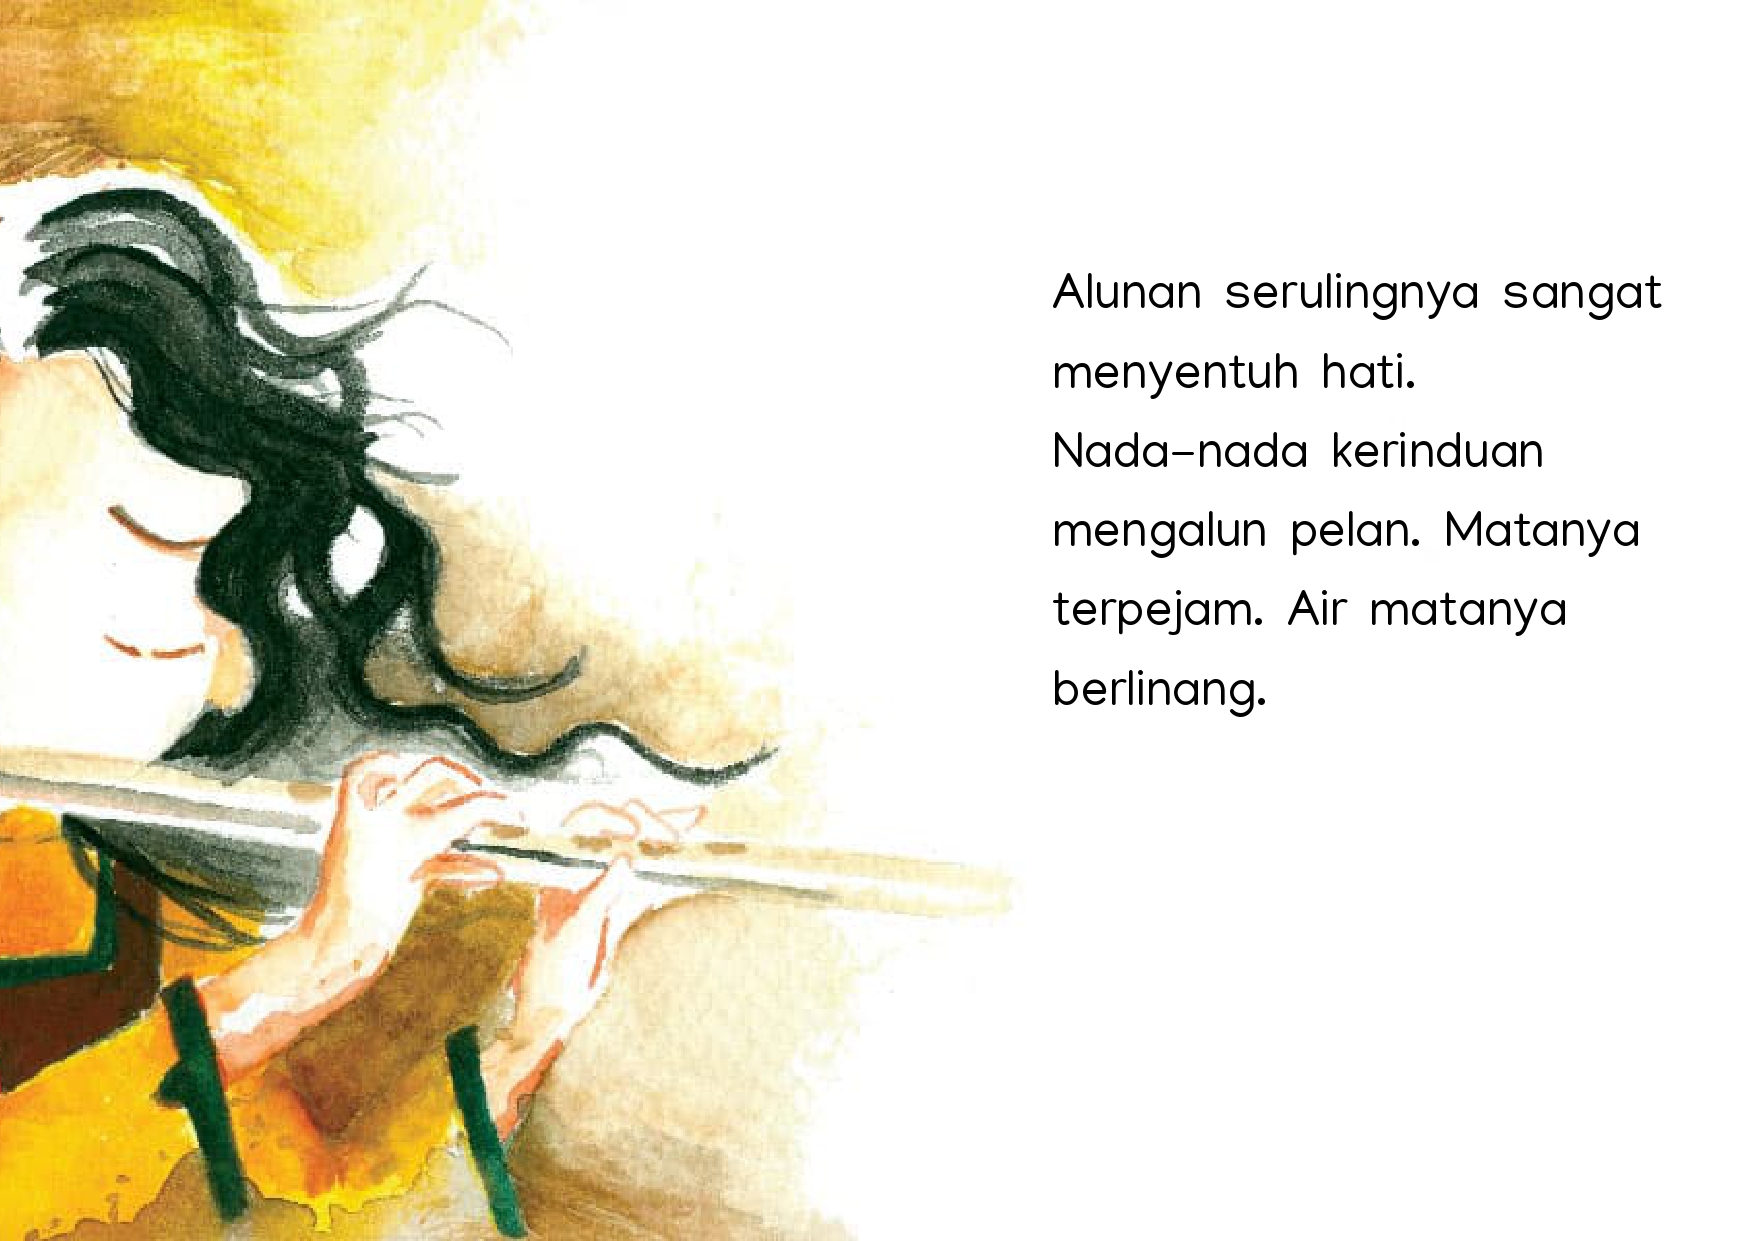 Alunan serulingnya sangat
menyentuh hati.
Nada-nada kerinduan
mengalun pelan. Matanya
terpejam. Air matanya
berlinang.